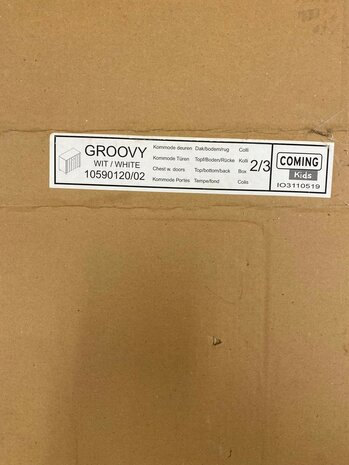 GROOVY
WIT / WHITE
10590120/02
Kommode deuren Dak/bodem/rug Colli
Kommode Türen Topf/Boden/Rücke Kolli
Chest w. doors Top/bottom/back Box
Kommode Portes Tempe/fond Colis
2/3
COMING
Kids
IO3110519